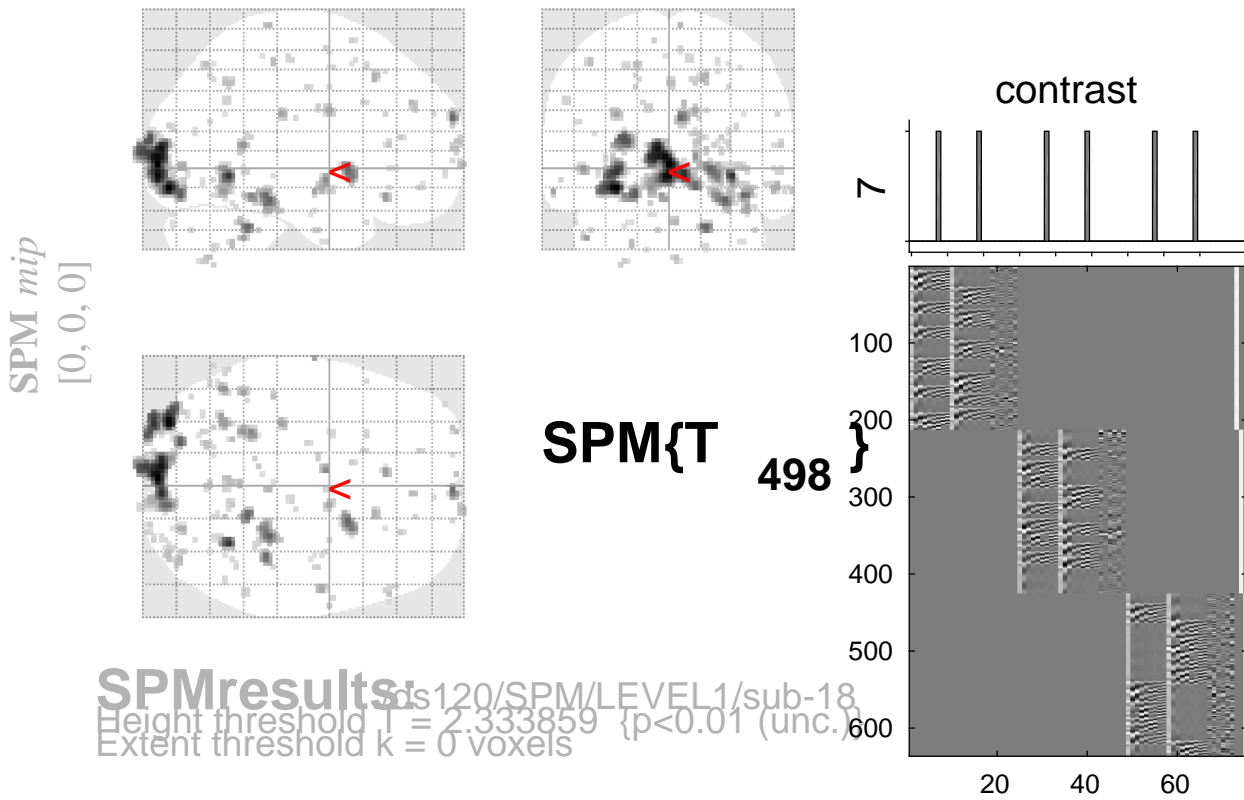 SPM mip
[0, 0, 0]
<
<
<
SPM{T 498 }
contrast
7
100
200
300
400
500
600
20 40 60
SPMresults: /ds120/SPM/LEVEL1/sub-18
Height threshold T = 2.333859 {p<0.01 (unc.)}
Extent threshold k = 0 voxels